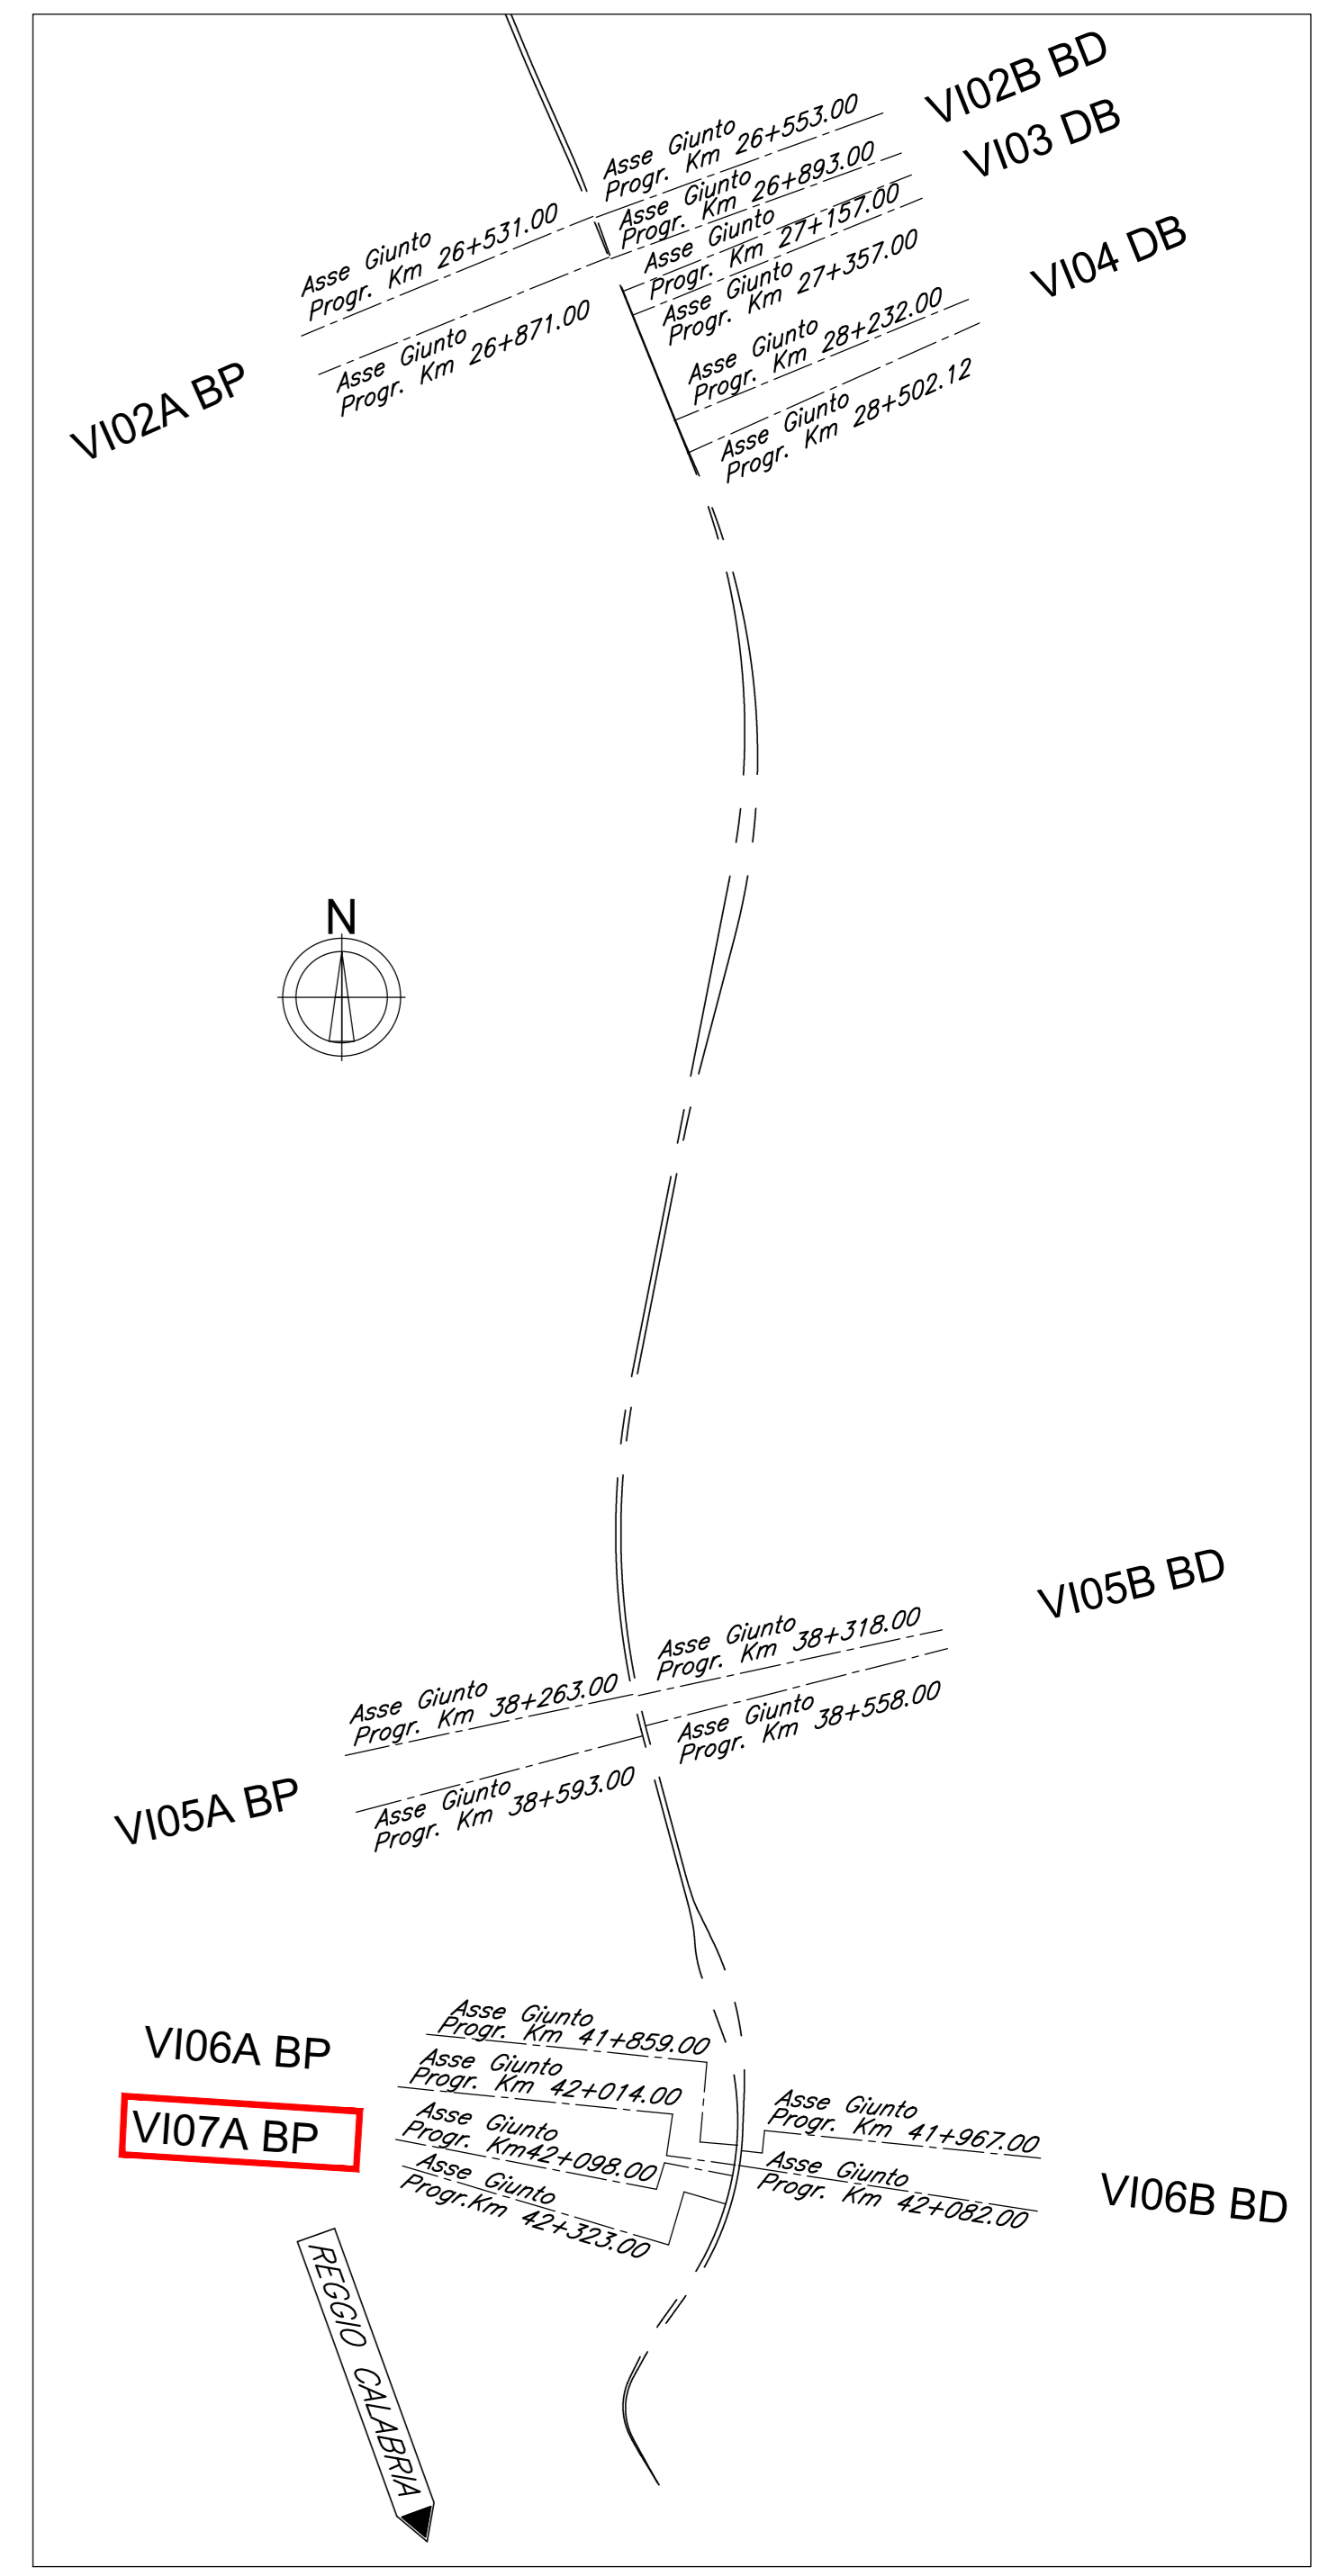 Asse Giunto
Progr. Km 26+553.00
VI02B BD
Asse Giunto
Progr. Km 26+893.00
VI03 DB
Asse Giunto
Progr. Km 27+157.00
Asse Giunto
Progr. Km 27+357.00
VI04 DB
Asse Giunto
Progr. Km 28+232.00
Asse Giunto
Progr. Km 28+502.12
Asse Giunto
Progr. Km 26+531.00
Asse Giunto
Progr. Km 26+871.00
VI02A BP
N
VI05B BD
Asse Giunto
Progr. Km 38+318.00
Asse Giunto
Progr. Km 38+263.00
Asse Giunto
Progr. Km 38+558.00
Asse Giunto
Progr. Km 38+593.00
VI05A BP
VI06A BP
Asse Giunto
Progr. Km 41+859.00
Asse Giunto
Progr. Km 42+014.00
VI07A BP
Asse Giunto
Progr. Km42+098.00
Asse Giunto
Progr.Km 42+323.00
Asse Giunto
Progr. Km 41+967.00
Asse Giunto
Progr. Km 42+082.00
VI06B BD
REGGIO CALABRIA